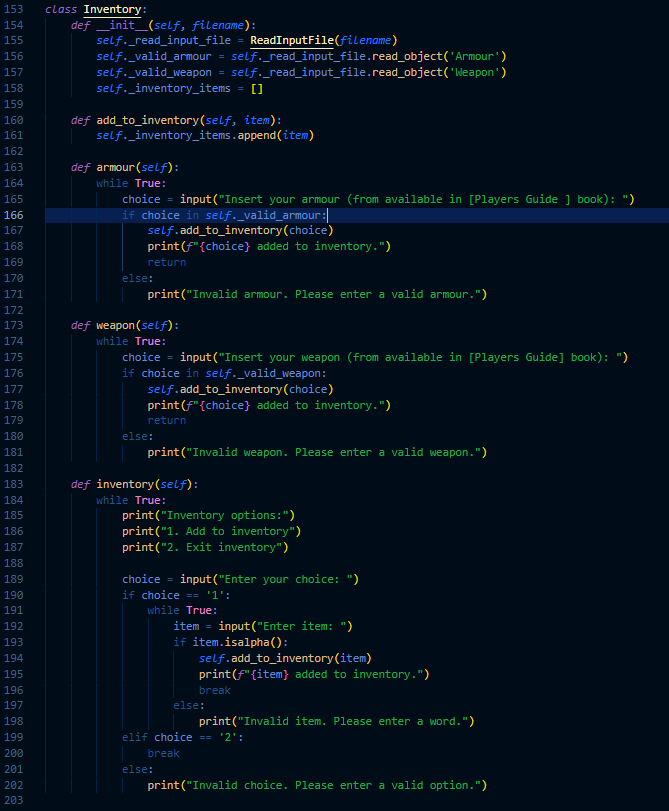 153 class Inventory:
154     def __init__(self, filename):
155         self._read_input_file = ReadInputFile(filename)
156         self._valid_armour = self._read_input_file.read_object('Armour')
157         self._valid_weapon = self._read_input_file.read_object('Weapon')
158         self._inventory_items = []
159
160     def add_to_inventory(self, item):
161         self._inventory_items.append(item)
162
163     def armour(self):
164         while True:
165             choice = input("Insert your armour (from available in [Players Guide ] book): ")
166             if choice in self._valid_armour:
167                 self.add_to_inventory(choice)
168                 print(f"{choice} added to inventory.")
169                 return
170             else:
171                 print("Invalid armour. Please enter a valid armour.")
172
173     def weapon(self):
174         while True:
175             choice = input("Insert your weapon (from available in [Players Guide] book): ")
176             if choice in self._valid_weapon:
177                 self.add_to_inventory(choice)
178                 print(f"{choice} added to inventory.")
179                 return
180             else:
181                 print("Invalid weapon. Please enter a valid weapon.")
182
183     def inventory(self):
184         while True:
185             print("Inventory options:")
186             print("1. Add to inventory")
187             print("2. Exit inventory")
188
189             choice = input("Enter your choice: ")
190             if choice == '1':
191                 while True:
192                     item = input("Enter item: ")
193                     if item.isalpha():
194                         self.add_to_inventory(item)
195                         print(f"{item} added to inventory.")
196                         break
197                     else:
198                         print("Invalid item. Please enter a word.")
199             elif choice == '2':
200                 break
201             else:
202                 print("Invalid choice. Please enter a valid option.")
203